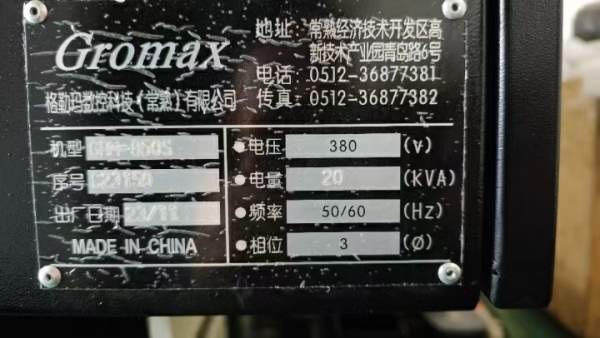 Gromax
格勒玛数控科技(常熟)有限公司
地址: 常熟经济技术开发区高
新技术产业园青岛路6号
电话: 0512-36877381
传真: 0512-36877382
机型
序号
出厂日期 23/11
MADE IN CHINA
电压 380 (v)
电量 20 (KVA)
频率 50/60 (Hz)
相位 3 (Ø)